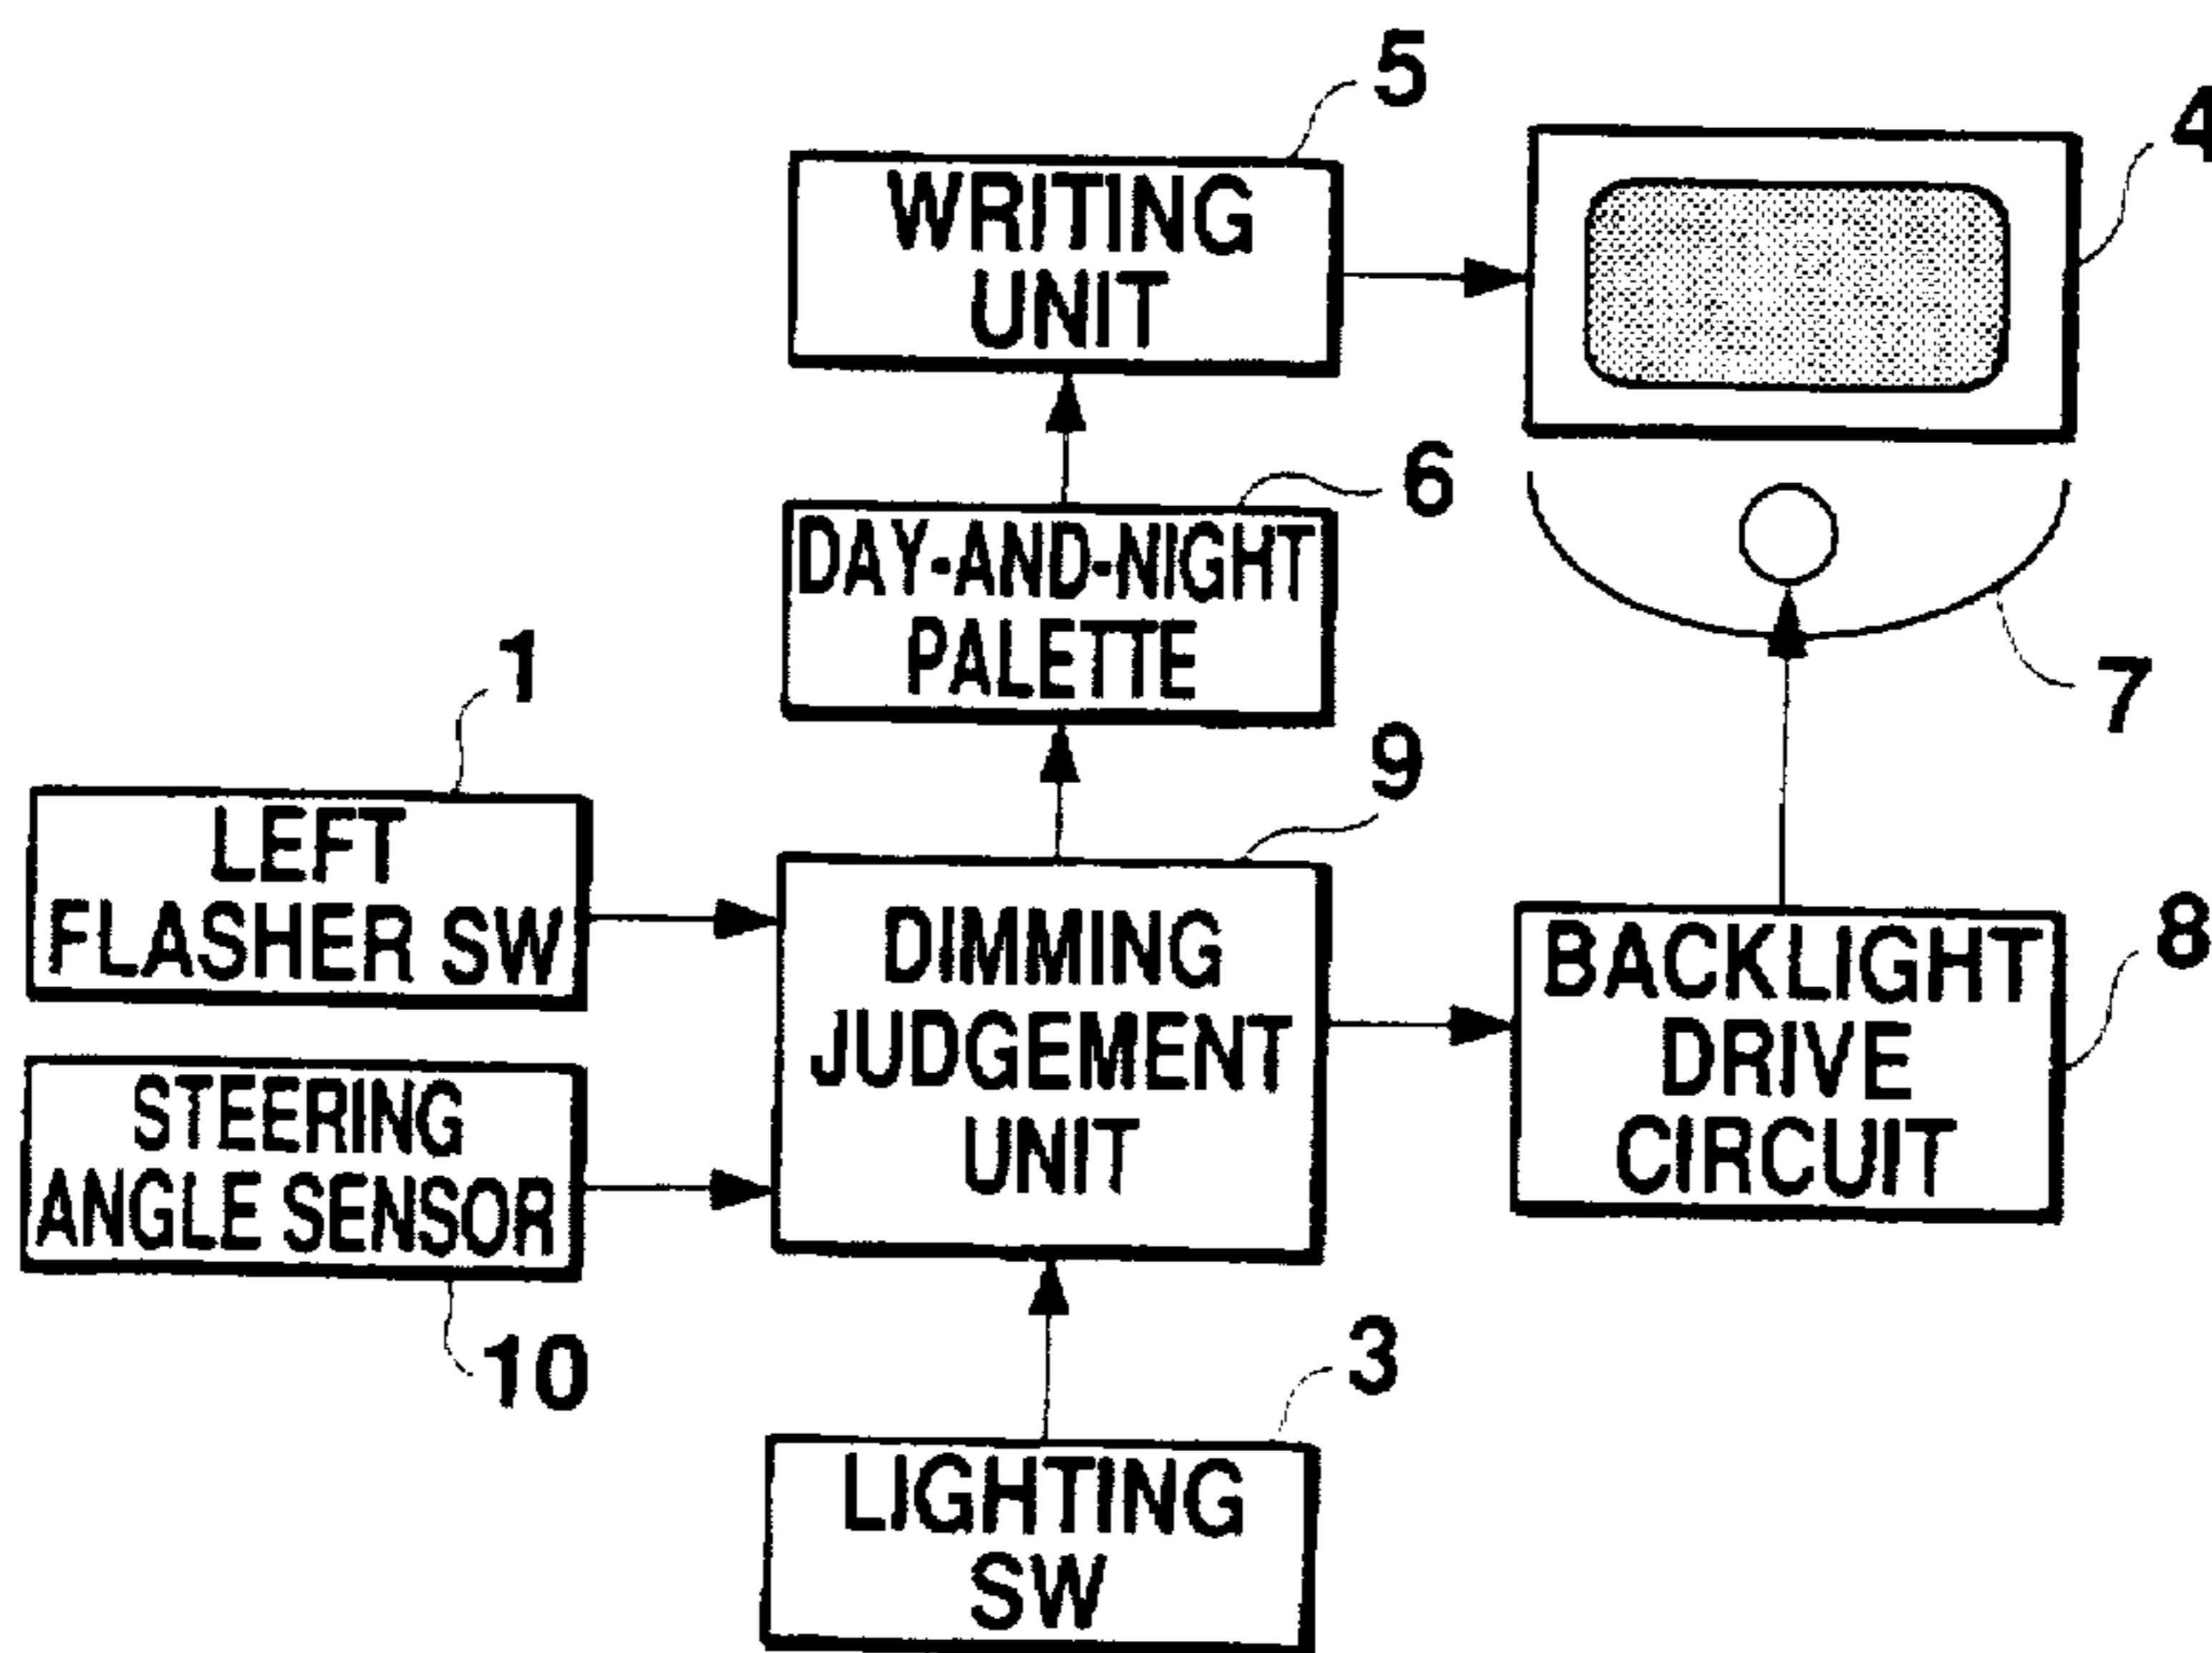 5
4
WRITING
UNIT
6
DAY-AND-NIGHT
PALETTE
7
1
9
LEFT
FLASHER SW
8
DIMMING
JUDGEMENT
UNIT
BACKLIGHT
DRIVE
CIRCUIT
STEERING
ANGLE SENSOR
10
3
LIGHTING
SW